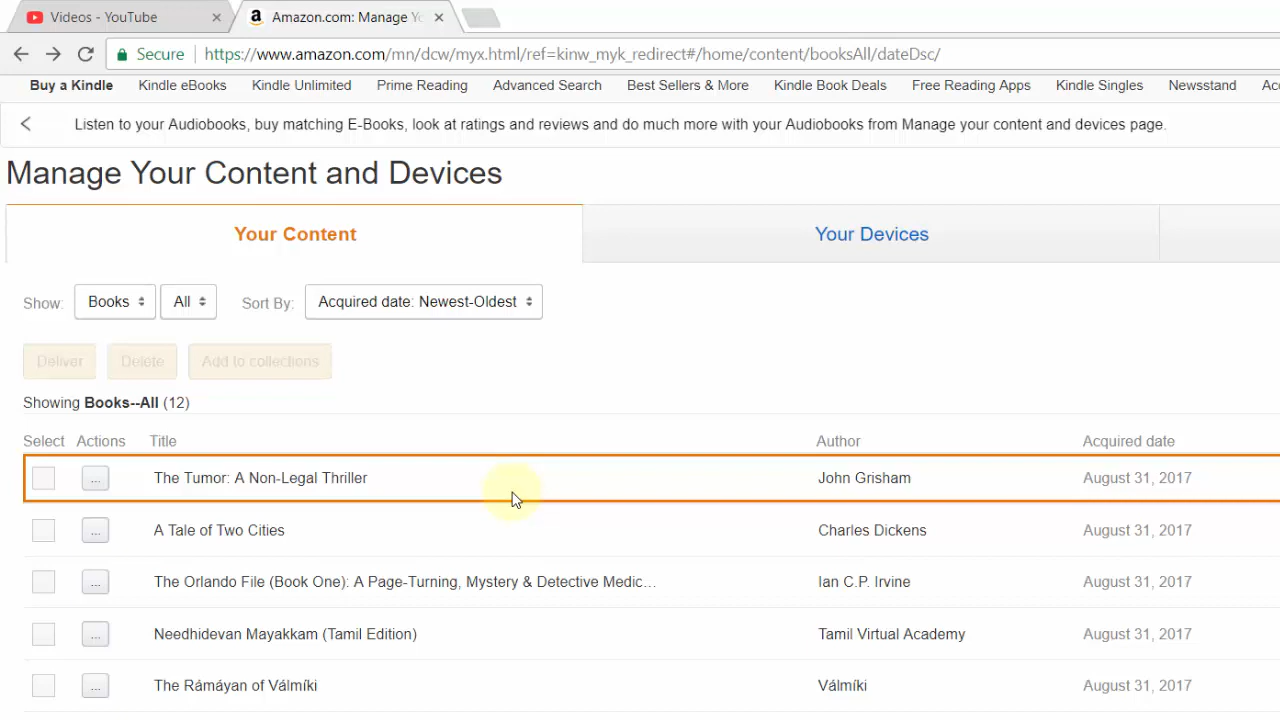 Videos - YouTube
Amazon.com: Manage Yo
Secure https://www.amazon.com/mn/dcw/myx.html/ref=kinw_myk_redirect#/home/content/booksAll/dateDsc/
Buy a Kindle Kindle eBooks Kindle Unlimited Prime Reading Advanced Search Best Sellers & More Kindle Book Deals Free Reading Apps Kindle Singles Newsstand Acc
Listen to your Audiobooks, buy matching E-Books, look at ratings and reviews and do much more with your Audiobooks from Manage your content and devices page.
Manage Your Content and Devices
Your Content Your Devices
Show: Books All Sort By: Acquired date: Newest-Oldest
Deliver Delete Add to collections
Showing Books--All (12)
Select Actions Title Author Acquired date
... The Tumor: A Non-Legal Thriller John Grisham August 31, 2017
... A Tale of Two Cities Charles Dickens August 31, 2017
... The Orlando File (Book One): A Page-Turning, Mystery & Detective Medic… Ian C.P. Irvine August 31, 2017
... Needhidevan Mayakkam (Tamil Edition) Tamil Virtual Academy August 31, 2017
... The Rámáyan of Válmíki Válmíki August 31, 2017